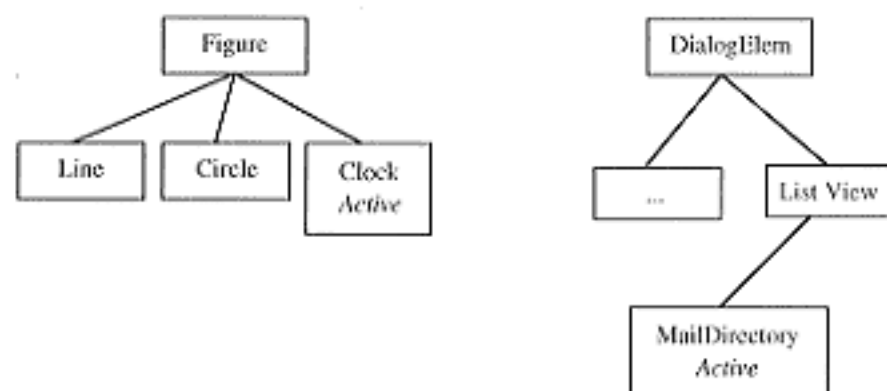 Figure
Line
Circle
Clock
Active
DialogElem
...
List View
MailDirectory
Active